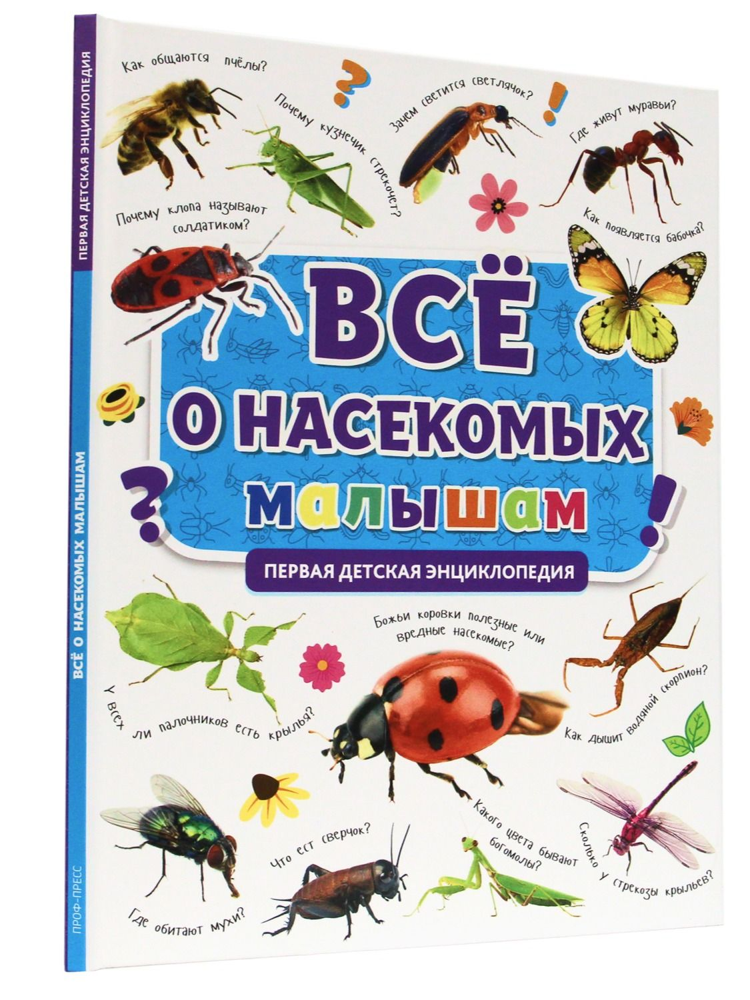 ПЕРВАЯ ДЕТСКАЯ ЭНЦИКЛОПЕДИЯ
ВСЁ О НАСЕКОМЫХ МАЛЫШАМ
ПРОФ-ПРЕСС
Как общаются пчёлы?
Почему кузнечик стрекочет?
Зачем светится светлячок?
Где живут муравьи?
Почему клопа называют
солдатиком?
Как появляется бабочка?
ВСЁ
О НАСЕКОМЫХ
малышам
ПЕРВАЯ ДЕТСКАЯ ЭНЦИКЛОПЕДИЯ
У всех ли палочников есть крылья?
Божьи коровки полезные или
вредные насекомые?
Как дышит водяной скорпион?
Где обитают мухи?
Что ест сверчок?
Какого цвета бывают
богомолы?
Сколько у стрекозы крыльев?